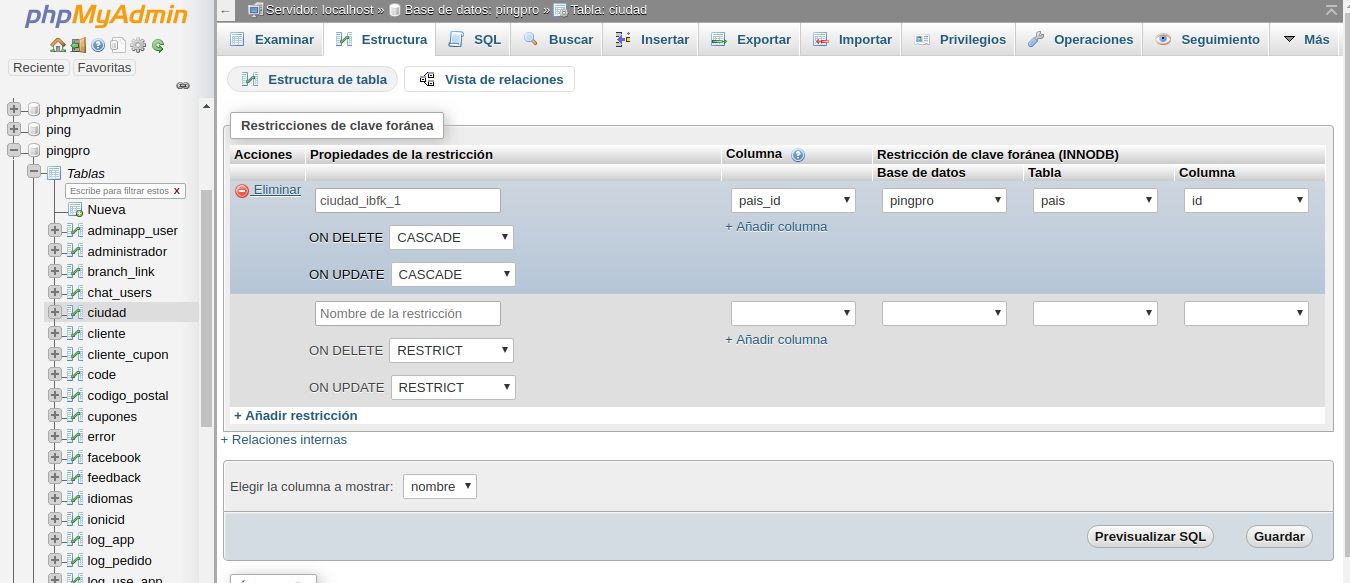 phpMyAdmin
Reciente Favoritas
phpmyadmin
ping
pingpro
Tablas
Escribe para filtrar estos X
Nueva
adminapp_user
administrador
branch_link
chat_users
ciudad
cliente
cliente_cupon
code
codigo_postal
cupones
error
facebook
feedback
idiomas
ionicid
log_app
log_pedido
log_use_app
Servidor: localhost » Base de datos: pingpro » Tabla: ciudad
Examinar Estructura SQL Buscar Insertar Exportar Importar Privilegios Operaciones Seguimiento Más
Estructura de tabla Vista de relaciones
Restricciones de clave foránea
Acciones Propiedades de la restricción Columna Restricción de clave foránea (INNODB)
Base de datos Tabla Columna
Eliminar ciudad_ibfk_1 pais_id pingpro pais id
+ Añadir columna
ON DELETE CASCADE
ON UPDATE CASCADE
Nombre de la restricción
+ Añadir columna
ON DELETE RESTRICT
ON UPDATE RESTRICT
+ Añadir restricción
+ Relaciones internas
Elegir la columna a mostrar: nombre
Previsualizar SQL Guardar